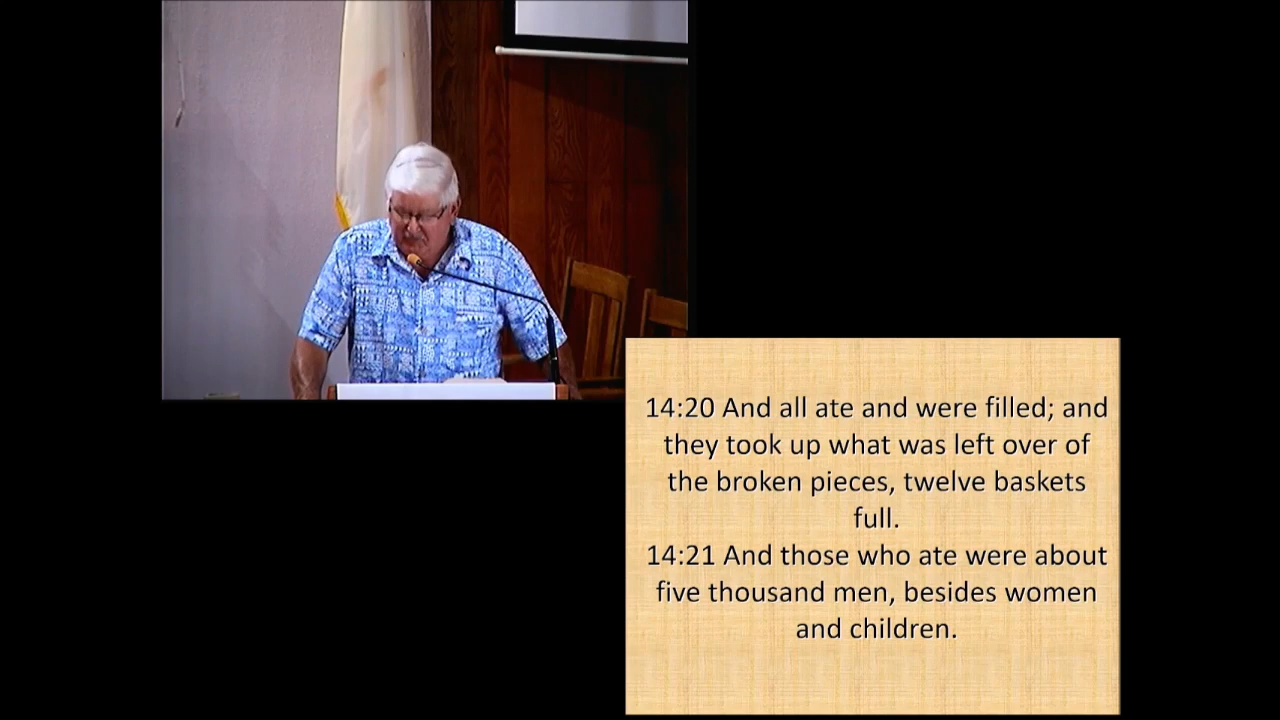 14:20 And all ate and were filled; and
they took up what was left over of
the broken pieces, twelve baskets
full.
14:21 And those who ate were about
five thousand men, besides women
and children.